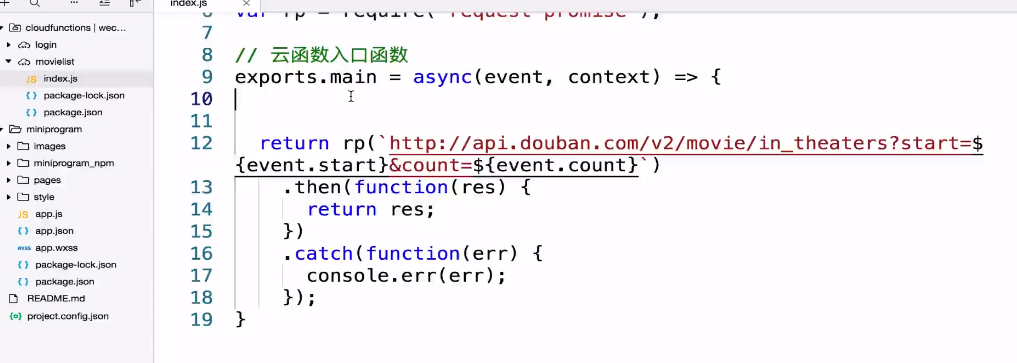 index.js
cloudfunctions | wec...
login
movielist
JS index.js
{} package-lock.json
{} package.json
miniprogram
images
miniprogram_npm
pages
style
JS app.js
{} app.json
wxss app.wxss
{} package-lock.json
{} package.json
README.md
{o} project.config.json
6 var rp = require('request-promise');
7
8 // 云函数入口函数
9 exports.main = async(event, context) => {
10
11
12 return rp(`http://api.douban.com/v2/movie/in_theaters?start=$
{event.start}&count=${event.count}`)
13 .then(function(res) {
14 return res;
15 })
16 .catch(function(err) {
17 console.err(err);
18 });
19 }